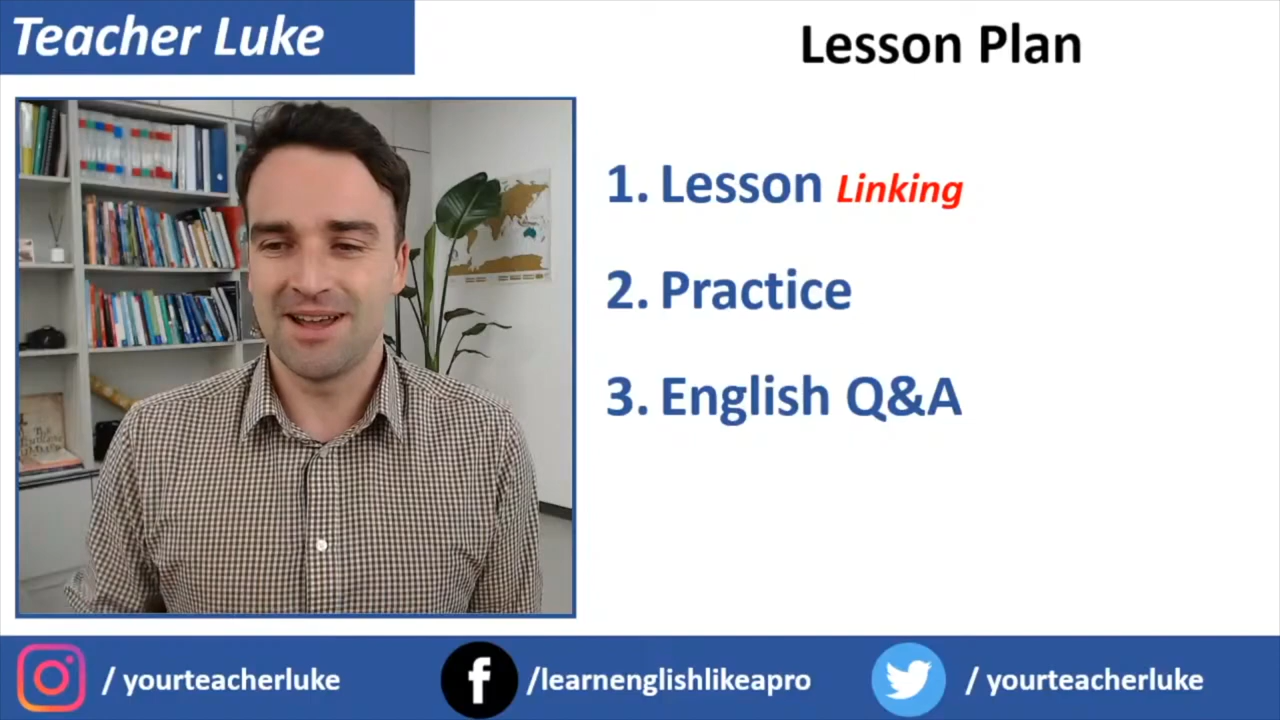 Teacher Luke
Lesson Plan
1. Lesson Linking
2. Practice
3. English Q&A
/ yourteacherluke
/learnenglishlikeapro
/ yourteacherluke